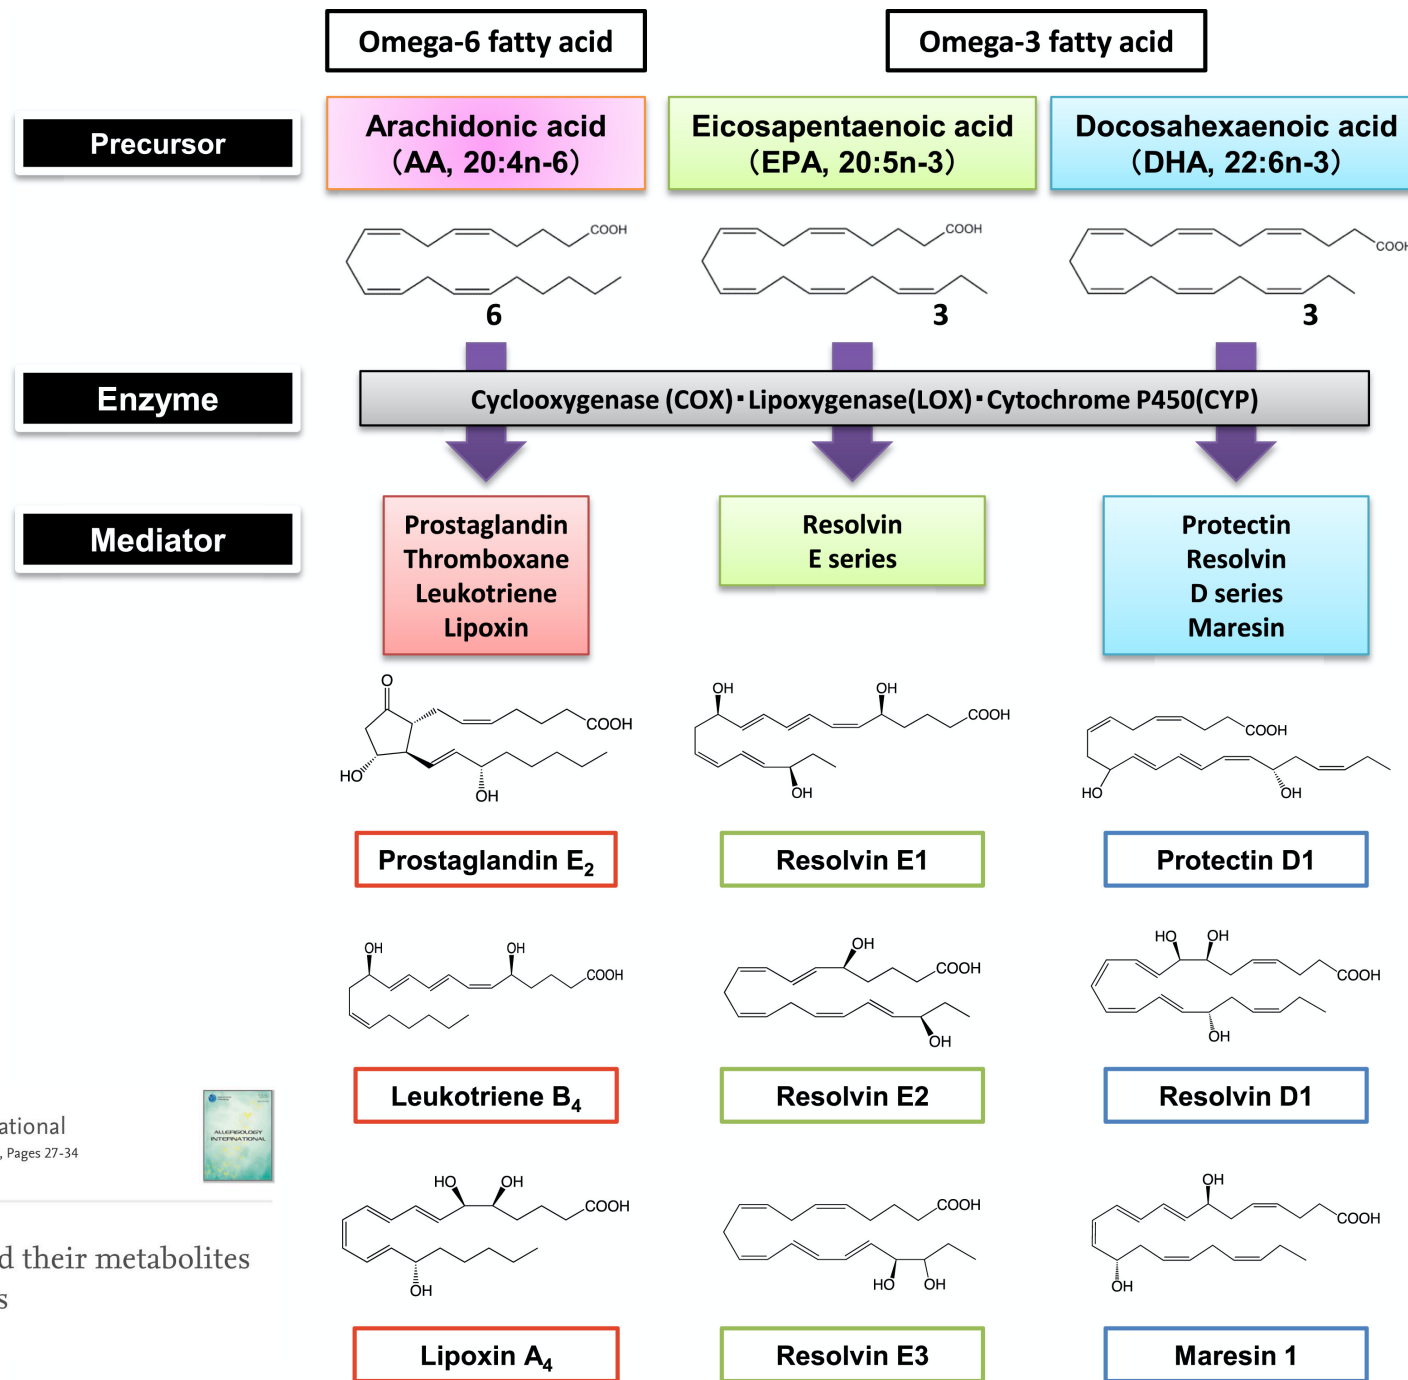 Omega-6 fatty acid
Omega-3 fatty acid
Precursor
Arachidonic acid
(AA, 20:4n-6)
Eicosapentaenoic acid
(EPA, 20:5n-3)
Docosahexaenoic acid
(DHA, 22:6n-3)
COOH
COOH
COOH
6
3
3
Enzyme
Cyclooxygenase (COX)・Lipoxygenase(LOX)・Cytochrome P450(CYP)
Mediator
Prostaglandin
Thromboxane
Leukotriene
Lipoxin
Resolvin
E series
Protectin
Resolvin
D series
Maresin
O
COOH
HO
OH
OH
OH
COOH
OH
COOH
HO
OH
Prostaglandin E₂
Resolvin E1
Protectin D1
OH
OH
COOH
OH
COOH
OH
HO
OH
COOH
OH
Leukotriene B₄
Resolvin E2
Resolvin D1
ational
, Pages 27-34
ALLERGOLOGY
INTERNATIONAL
d their metabolites
s
HO
OH
COOH
OH
COOH
HO
OH
OH
COOH
OH
Lipoxin A₄
Resolvin E3
Maresin 1